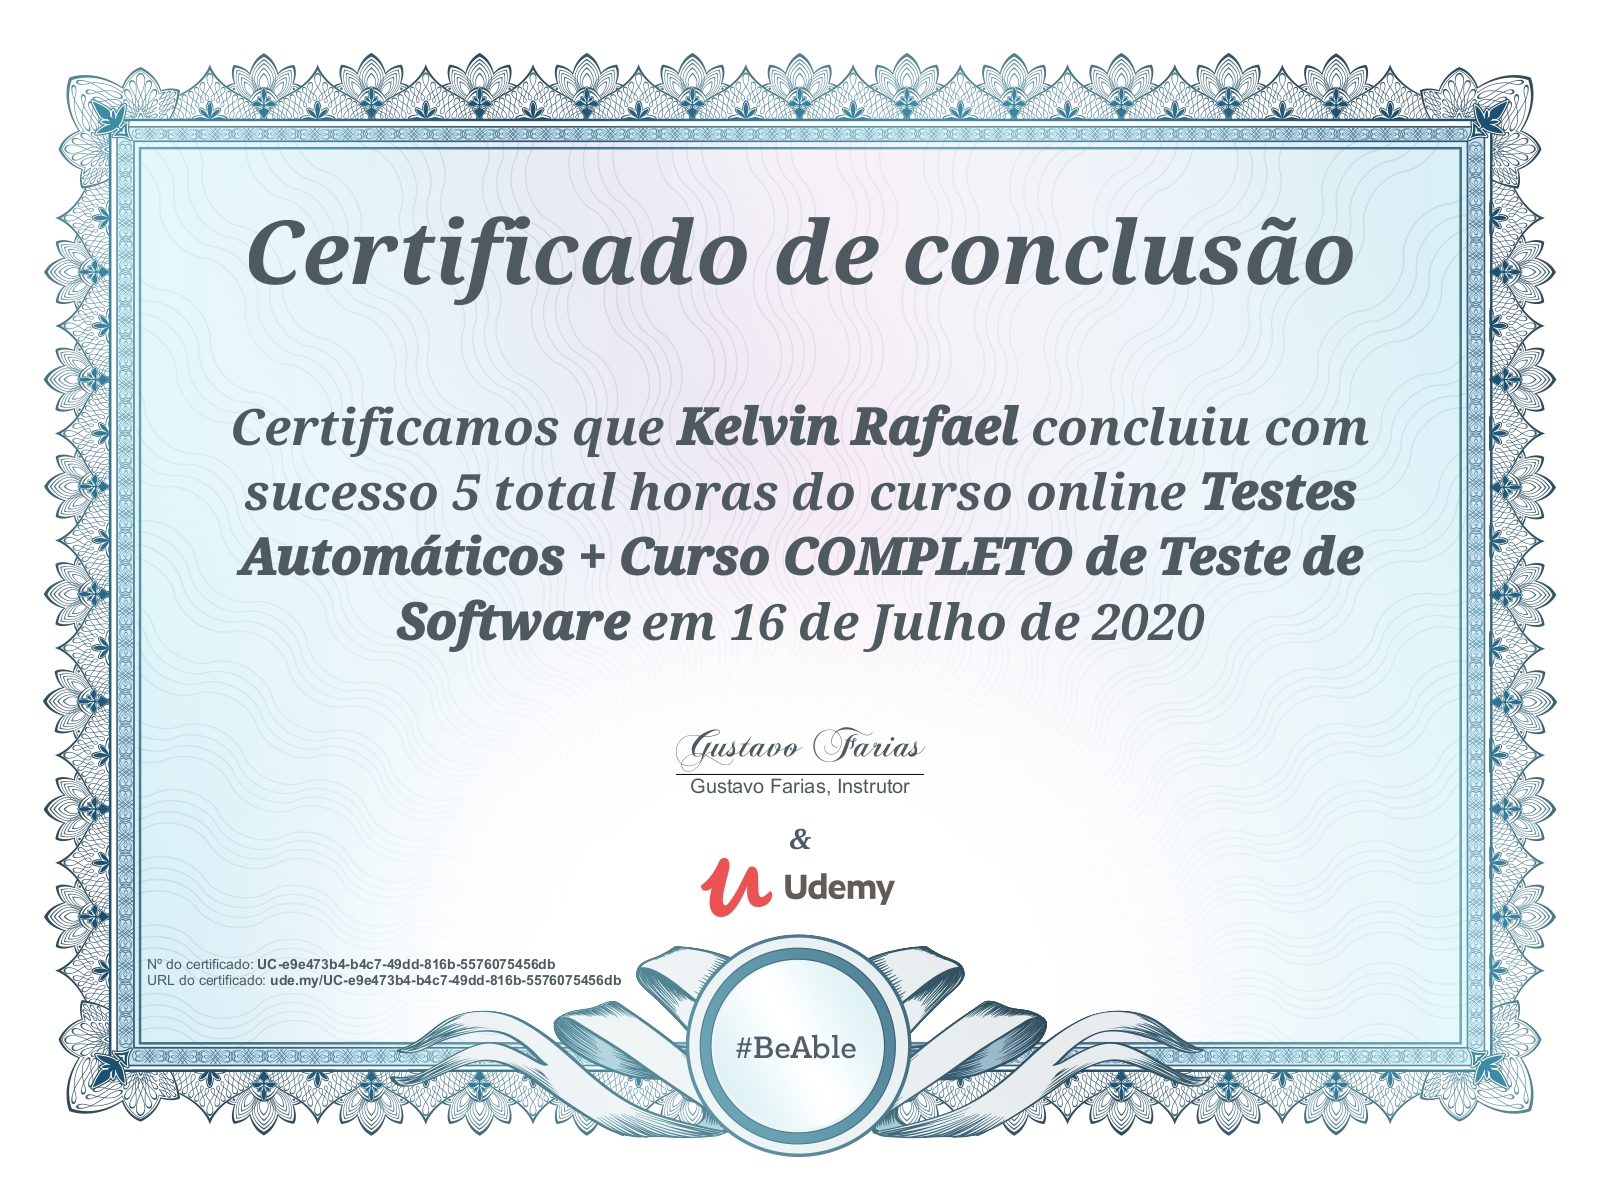 Certificado de conclusão
Certificamos que Kelvin Rafael concluiu com
sucesso 5 total horas do curso online Testes
Automáticos + Curso COMPLETO de Teste de
Software em 16 de Julho de 2020
Gustavo Farias
Gustavo Farias, Instrutor
&
Udemy
Nº do certificado: UC-e9e473b4-b4c7-49dd-816b-5576075456db
URL do certificado: ude.my/UC-e9e473b4-b4c7-49dd-816b-5576075456db
#BeAble